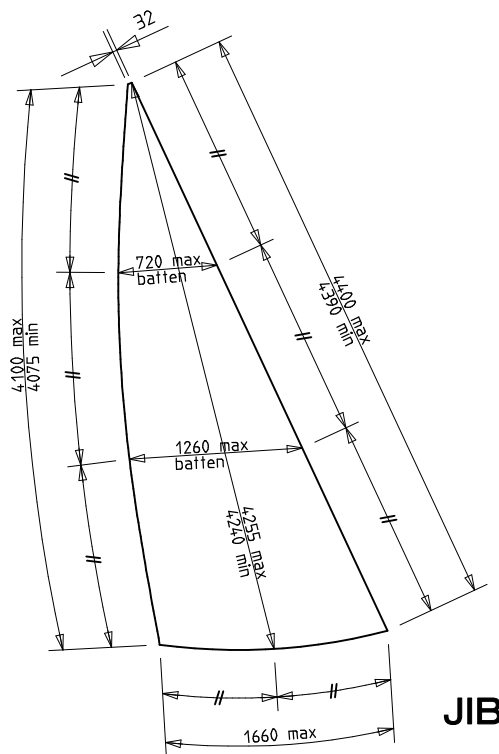 32
720 max
batten
4400 max
4390 min
4100 max
4075 min
1260 max
batten
4255 max
4240 min
1660 max
JIB